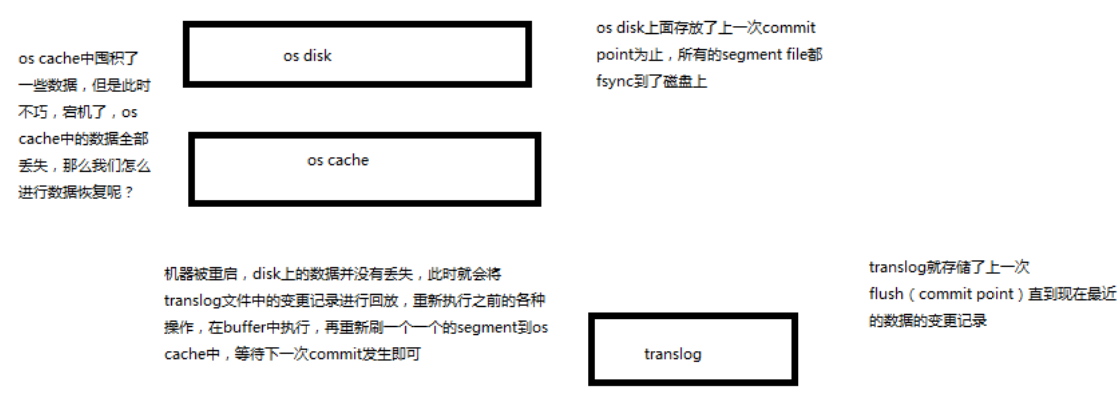 os cache中囤积了
一些数据，但是此时
不巧，宕机了，os
cache中的数据全部
丢失，那么我们怎么
进行数据恢复呢？
os disk
os cache
os disk上面存放了上一次commit
point为止，所有的segment file都
fsync到了磁盘上
机器被重启，disk上的数据并没有丢失，此时就会将
translog文件中的变更记录进行回放，重新执行之前的各种
操作，在buffer中执行，再重新刷一个一个的segment到os
cache中，等待下一次commit发生即可
translog
translog就存储了上一次
flush（commit point）直到现在最近
的数据的变更记录